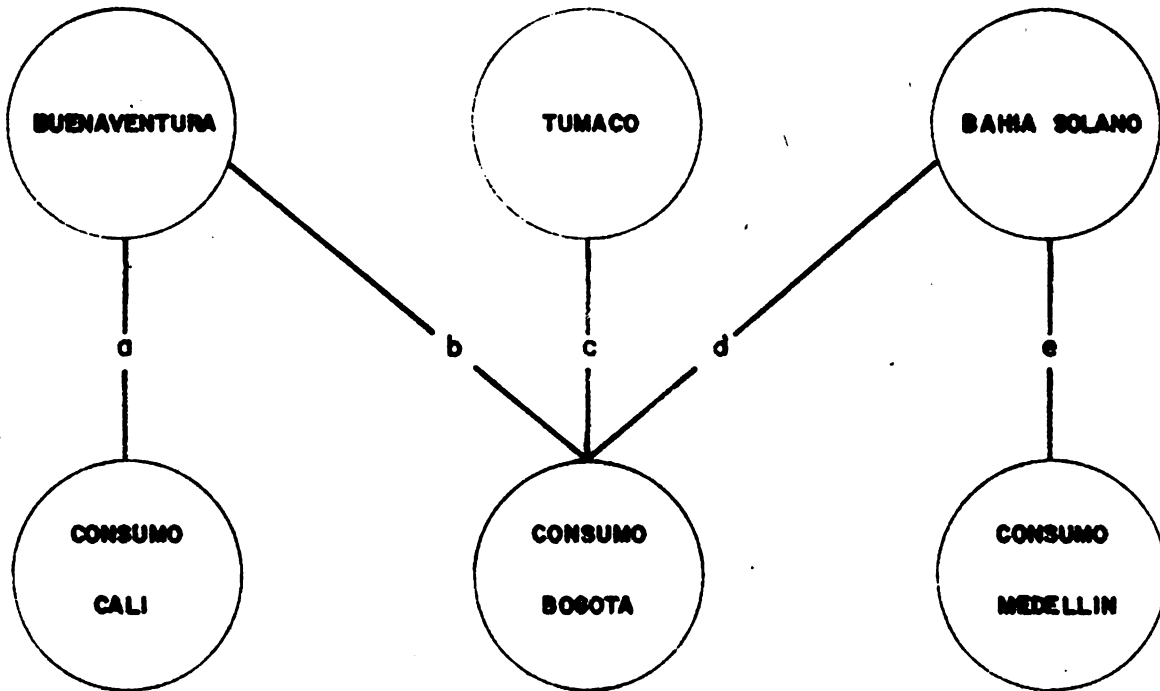 BUENAVENTURA
TUMACO
BAHIA SOLANO
a
b
c
d
e
CONSUMO
CALI
CONSUMO
BOGOTA
CONSUMO
MEDELLIN